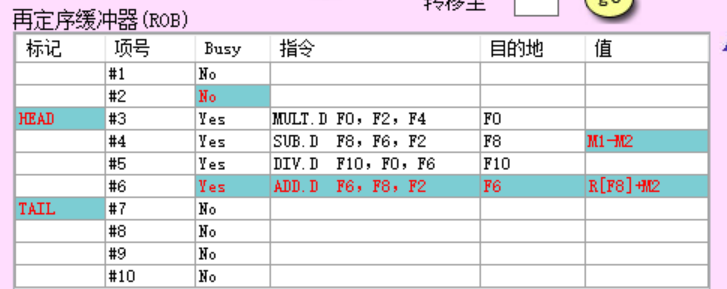 转移至
go
再定序缓冲器(ROB)
标记 项号 Busy 指令 目的地 值
#1 No
#2 No
HEAD #3 Yes MULT.D F0, F2, F4 F0
#4 Yes SUB.D F8, F6, F2 F8 M1-M2
#5 Yes DIV.D F10, F0, F6 F10
#6 Yes ADD.D F6, F8, F2 F6 R[F8]+M2
TAIL #7 No
#8 No
#9 No
#10 No